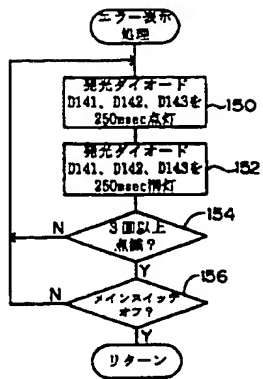 エラー表示
処理
発光ダイオード
D141、D142、D143を
250msec点灯
150
発光ダイオード
D141、D142、D143を
250msec消灯
152
154
3回以上
点滅?
N
Y
156
メインスイッチ
オフ?
N
Y
リターン